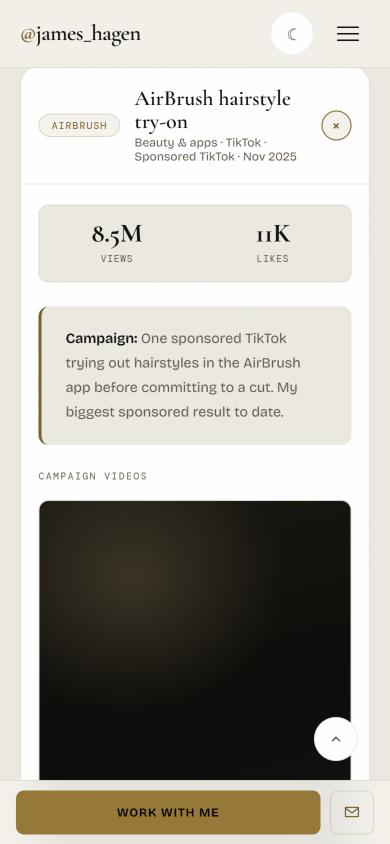 @james_hagen
AIRBRUSH
AirBrush hairstyle
try-on
Beauty & apps · TikTok ·
Sponsored TikTok · Nov 2025
×
8.5M
VIEWS
11K
LIKES
Campaign: One sponsored TikTok
trying out hairstyles in the AirBrush
app before committing to a cut. My
biggest sponsored result to date.
CAMPAIGN VIDEOS
WORK WITH ME